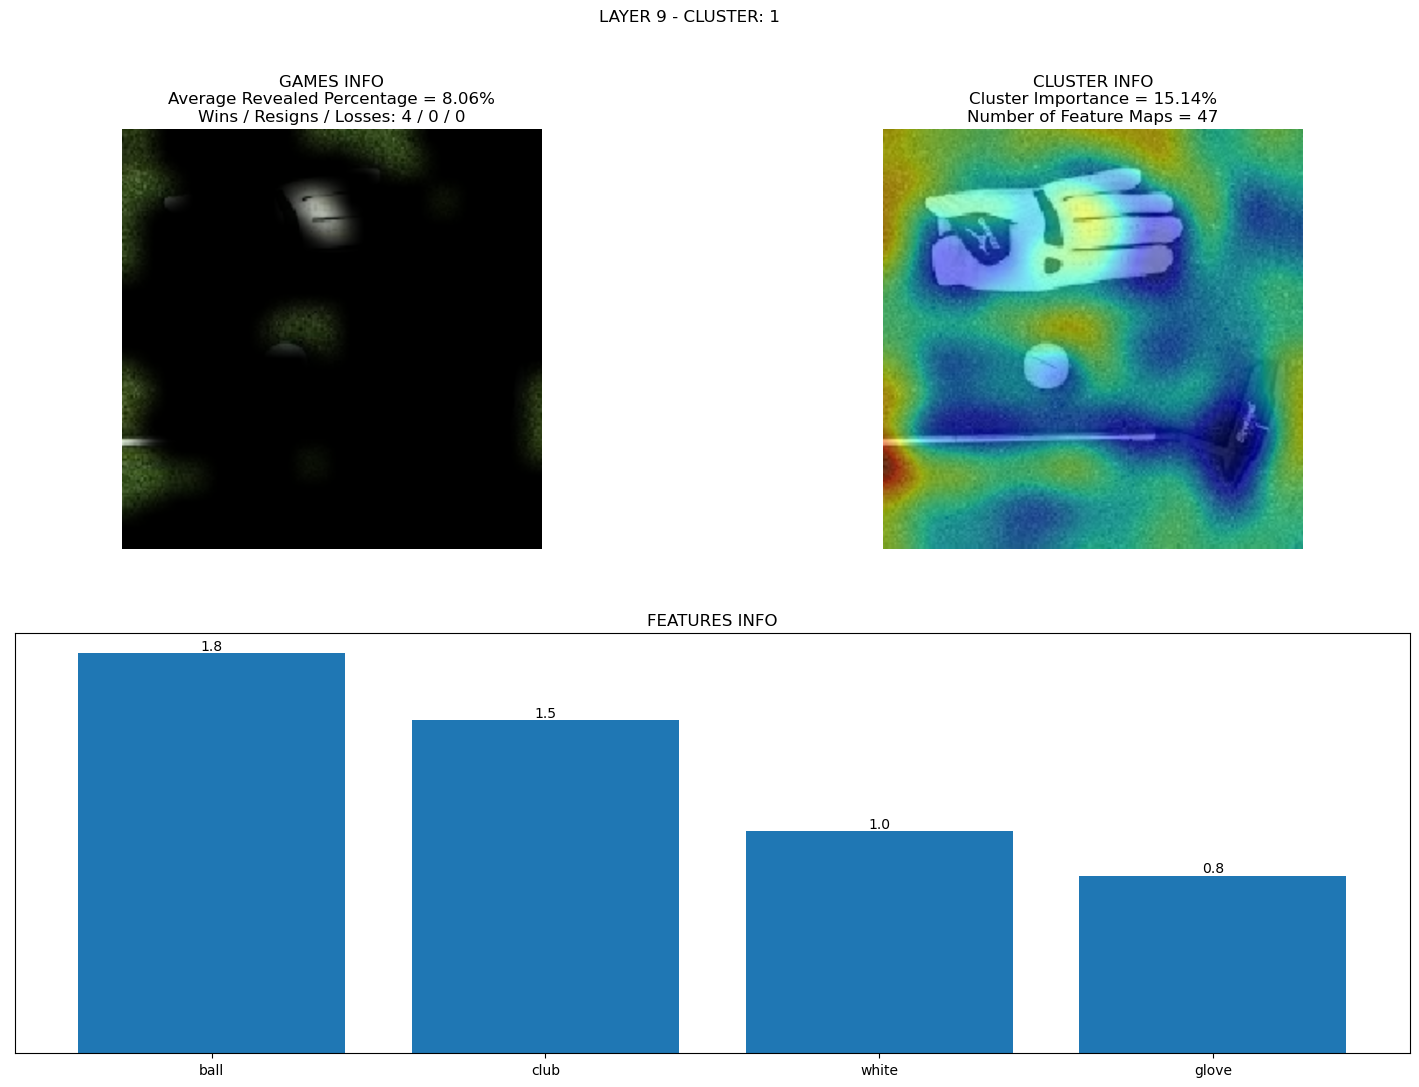 LAYER 9 - CLUSTER: 1
GAMES INFO
Average Revealed Percentage = 8.06%
Wins / Resigns / Losses: 4 / 0 / 0
CLUSTER INFO
Cluster Importance = 15.14%
Number of Feature Maps = 47
FEATURES INFO
1.8
1.5
1.0
0.8
ball
club
white
glove